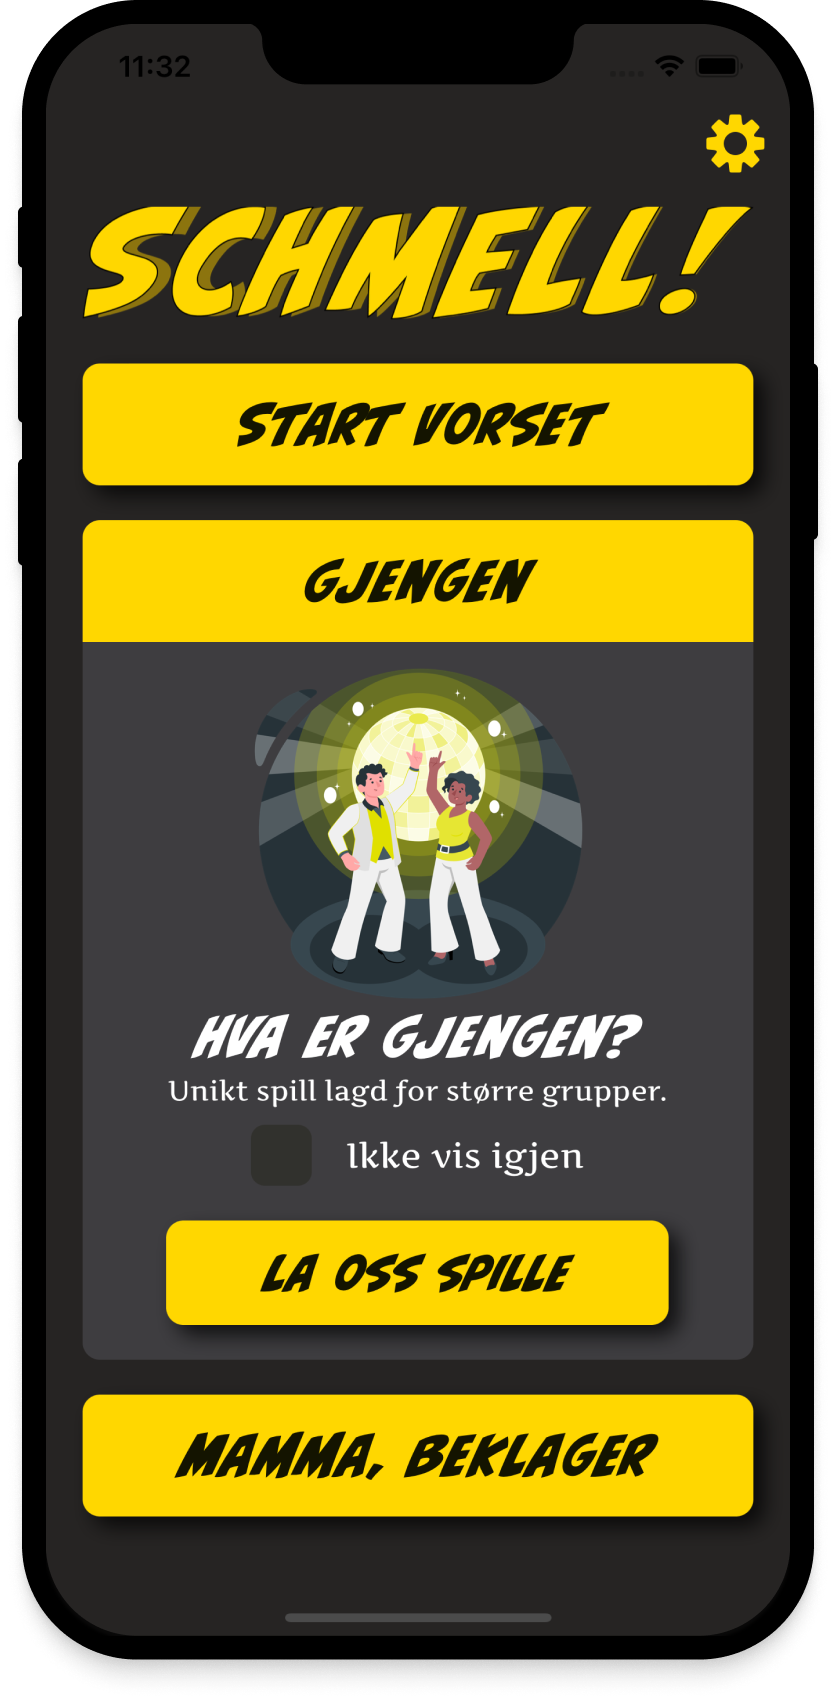 11:32
SCHMELL!
START VORSET
GJENGEN
HVA ER GJENGEN?
Unikt spill lagd for større grupper.
Ikke vis igjen
LA OSS SPILLE
MAMMA, BEKLAGER